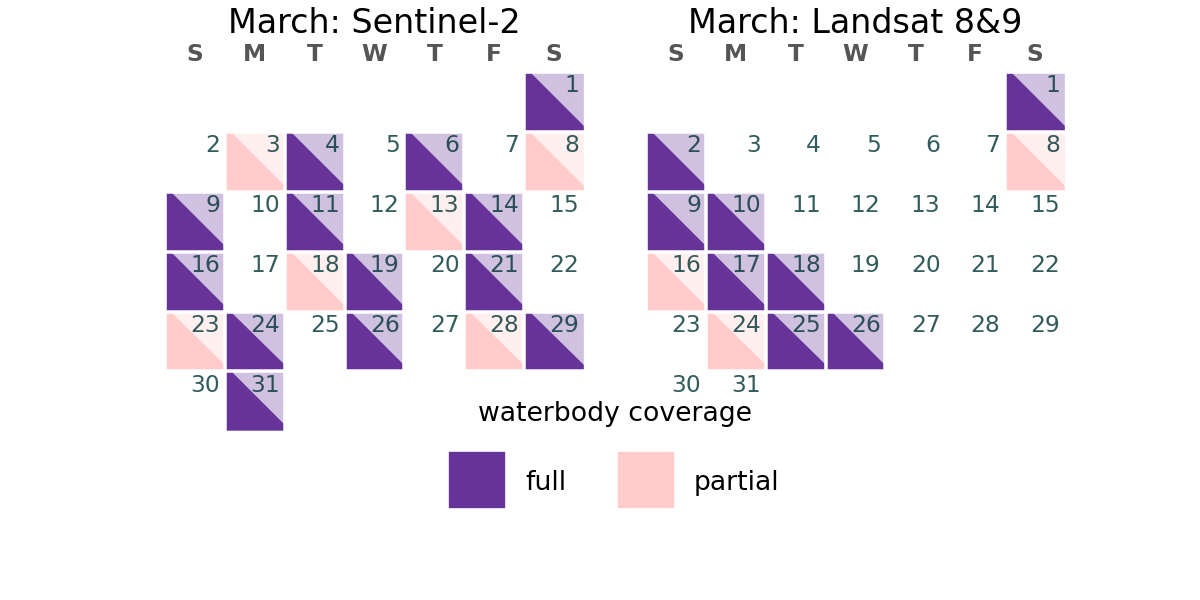 March: Sentinel-2
S M T W T F S
1
2 3 4 5 6 7 8
9 10 11 12 13 14 15
16 17 18 19 20 21 22
23 24 25 26 27 28 29
30 31
March: Landsat 8&9
S M T W T F S
1
2 3 4 5 6 7 8
9 10 11 12 13 14 15
16 17 18 19 20 21 22
23 24 25 26 27 28 29
30 31
waterbody coverage
full partial